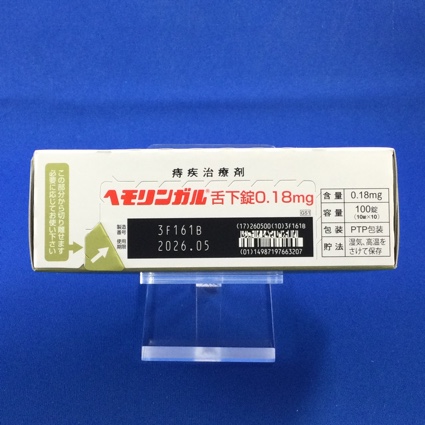 この部分から切り離せます
必要に応じてお使い下さい
痔疾治療剤
ヘモリンガル®舌下錠0.18mg
GS1
製造番号 3F161B
使用期限 2026.05
(17)260500(10)3F161B
(01)14987197663207
含量 0.18mg
容量 100錠
(10錠×10)
包装 PTP包装
貯法 湿気、高温を
さけて保存